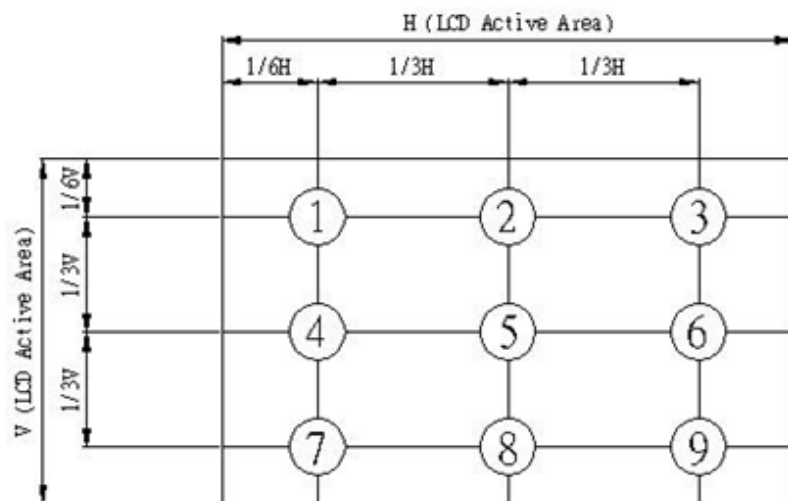 H (LCD Active Area)
1/6H 1/3H 1/3H
V (LCD Active Area)
1/6V
1/3V
1/3V
1 2 3
4 5 6
7 8 9